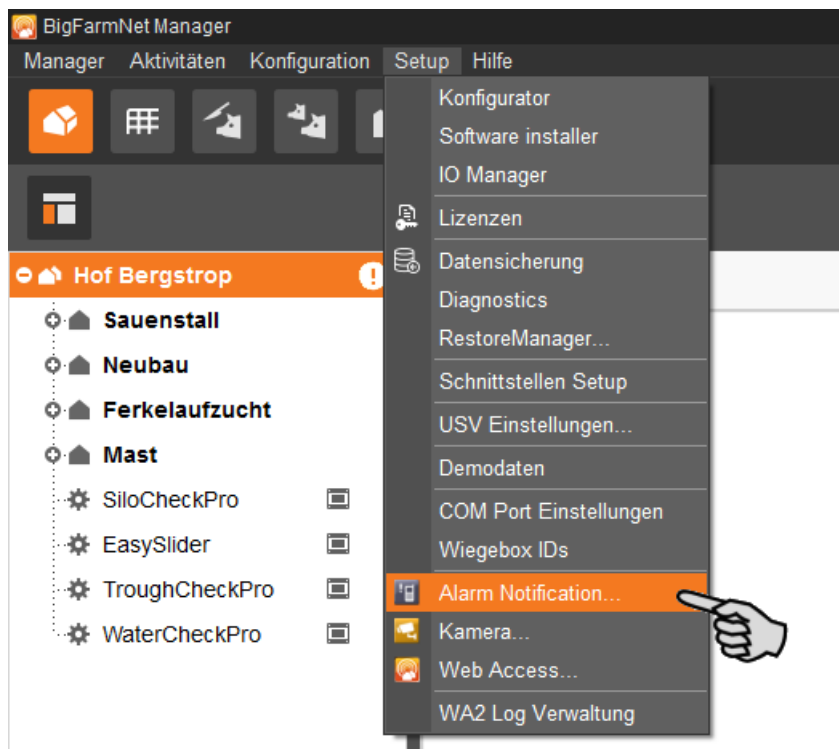 BigFarmNet Manager
Manager Aktivitäten Konfiguration Setup Hilfe
Konfigurator
Software installer
IO Manager
Lizenzen
Datensicherung
Diagnostics
RestoreManager...
Schnittstellen Setup
USV Einstellungen...
Demodaten
COM Port Einstellungen
Wiegebox IDs
Alarm Notification...
Kamera...
Web Access...
WA2 Log Verwaltung
Hof Bergstrop
Sauenstall
Neubau
Ferkelaufzucht
Mast
SiloCheckPro
EasySlider
TroughCheckPro
WaterCheckPro